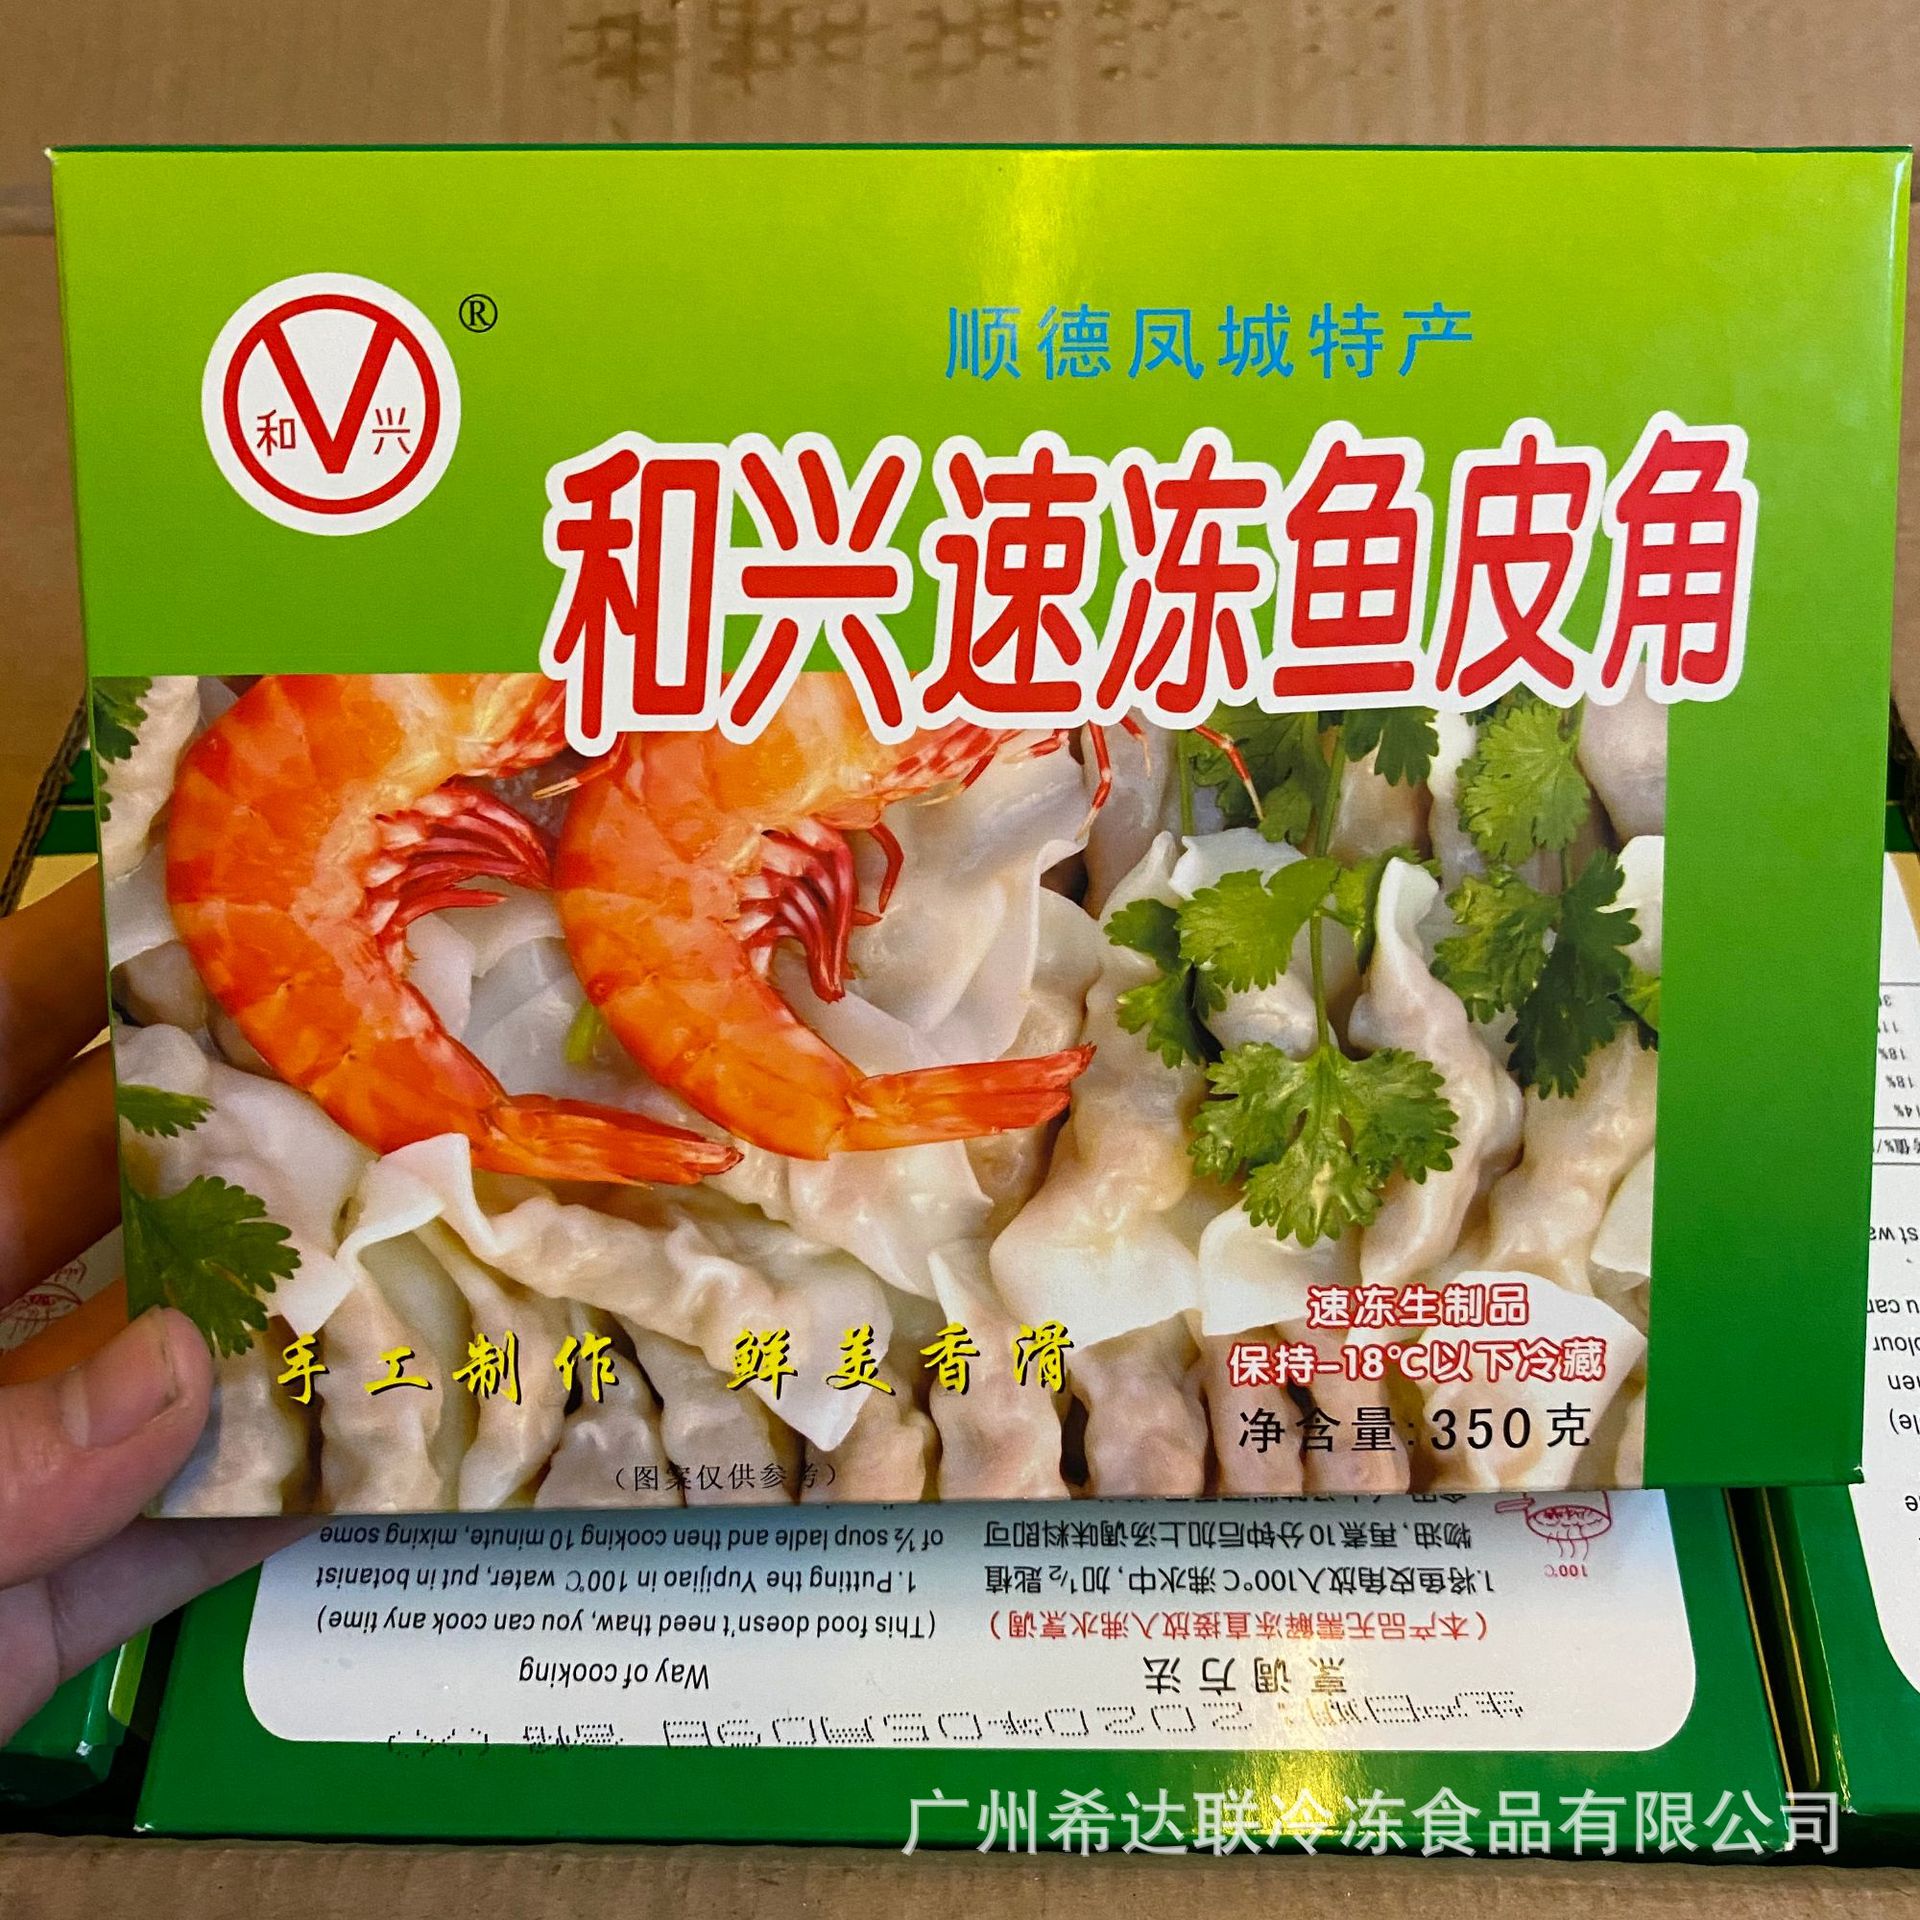 和 V 兴
®
顺德凤城特产
和兴速冻鱼皮角
手工制作 鲜美香滑
速冻生制品
保持-18℃以下冷藏
净含量:350克
(图案仅供参考)
烹调方法
(本产品无需解冻直接放入沸水烹调)
1.将鱼皮角放入100℃沸水中,加½匙植
物油,再煮10分钟后加上汤调味料即可
100℃
Way of cooking
(This food doesn't need thaw, you can cook any time)
1.Putting the Yupijiao in 100℃ water, put in botanist
of ½ soup ladle and then cooking 10 minute, mixing some
14%
18%
18%
广州希达联冷冻食品有限公司